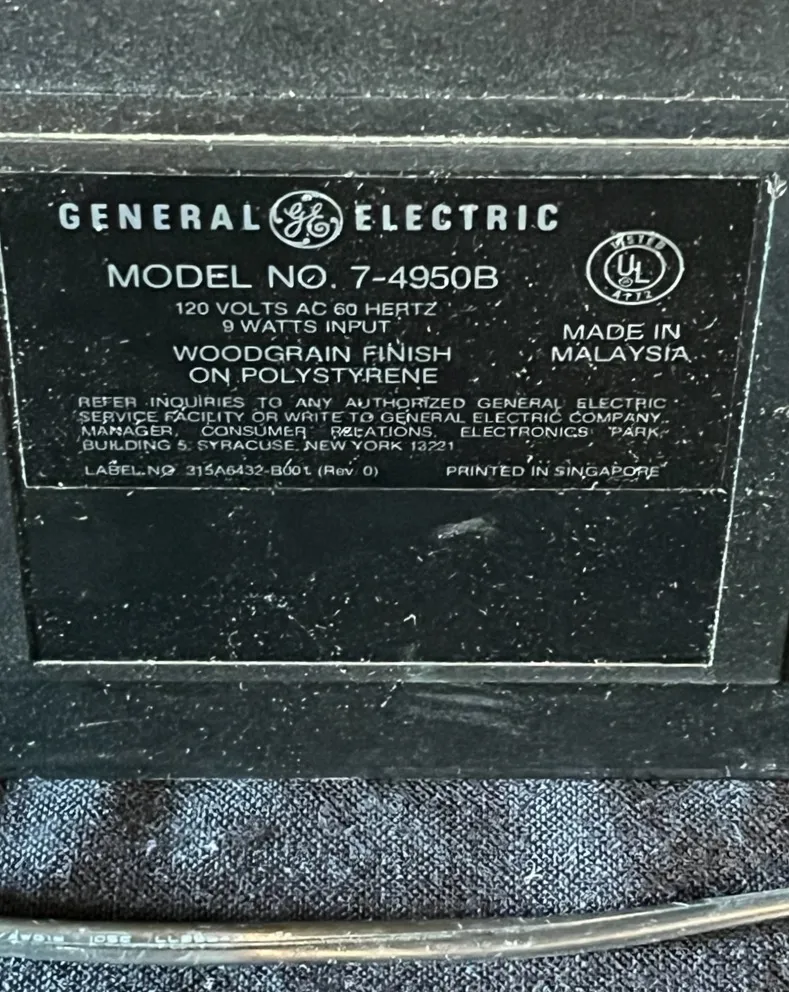 GENERAL GE ELECTRIC
MODEL NO. 7-4950B
120 VOLTS AC 60 HERTZ
9 WATTS INPUT
WOODGRAIN FINISH
ON POLYSTYRENE
LISTED
UL
MADE IN
MALAYSIA
REFER INQUIRIES TO ANY AUTHORIZED GENERAL ELECTRIC
SERVICE FACILITY OR WRITE TO GENERAL ELECTRIC COMPANY
MANAGER, CONSUMER RELATIONS, ELECTRONICS PARK,
BUILDING 5, SYRACUSE, NEW YORK 13221
LABEL NO. 315A6432-B001 (Rev 0) PRINTED IN SINGAPORE